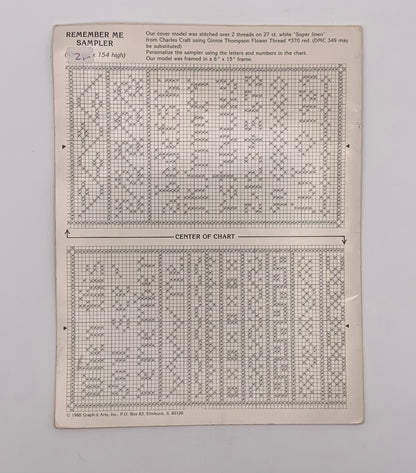 REMEMBER ME
SAMPLER
x 154 high)
2,-
Our cover model was stitched over 2 threads on 27 ct. white "Super linen"
from Charles Craft using Ginnie Thompson Flower Thread #370 red. (DMC 349 may
be substituted)
Personalize the sampler using the letters and numbers in the chart.
Our model was framed in a 6" x 15" frame.
CENTER OF CHART
© 1988 Graph-it Arts, Inc., P.O. Box 63, Elmhurst, IL 60126